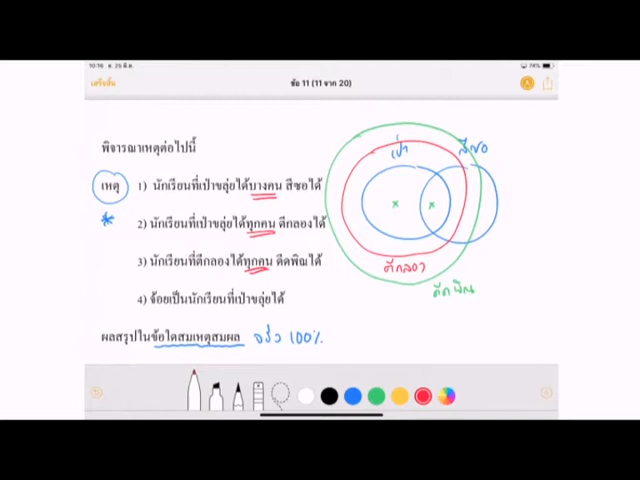 10:16 อ. 25 มี.ค.
74%
เสร็จสิ้น
ข้อ 11 (11 จาก 20)
พิจารณาเหตุต่อไปนี้
เป่า
สีซอ
เหตุ 1) นักเรียนที่เป่าขลุ่ยได้บางคน สีซอได้
* 2) นักเรียนที่เป่าขลุ่ยได้ทุกคน ตีกลองได้
3) นักเรียนที่ตีกลองได้ทุกคน ดีดพิณได้
ตีกลอง
ดีดพิณ
4) จ้อยเป็นนักเรียนที่เป่าขลุ่ยได้
ผลสรุปในข้อใดสมเหตุสมผล จริง 100%